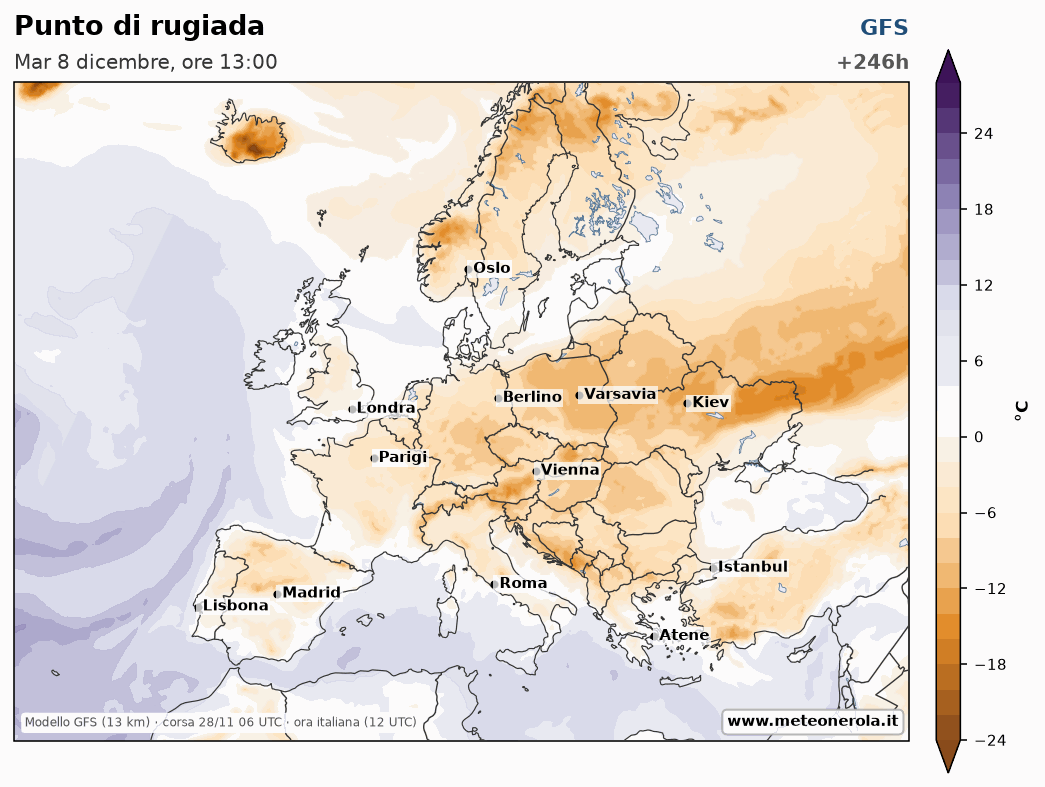 Punto di rugiada
GFS
Mar 8 dicembre, ore 13:00
+246h
Oslo
Berlino
Varsavia
Kiev
Londra
Parigi
Vienna
Istanbul
Roma
Madrid
Lisbona
Atene
Modello GFS (13 km) · corsa 28/11 06 UTC · ora italiana (12 UTC)
www.meteonerola.it
24
18
12
6
0
−6
−12
−18
−24
°C